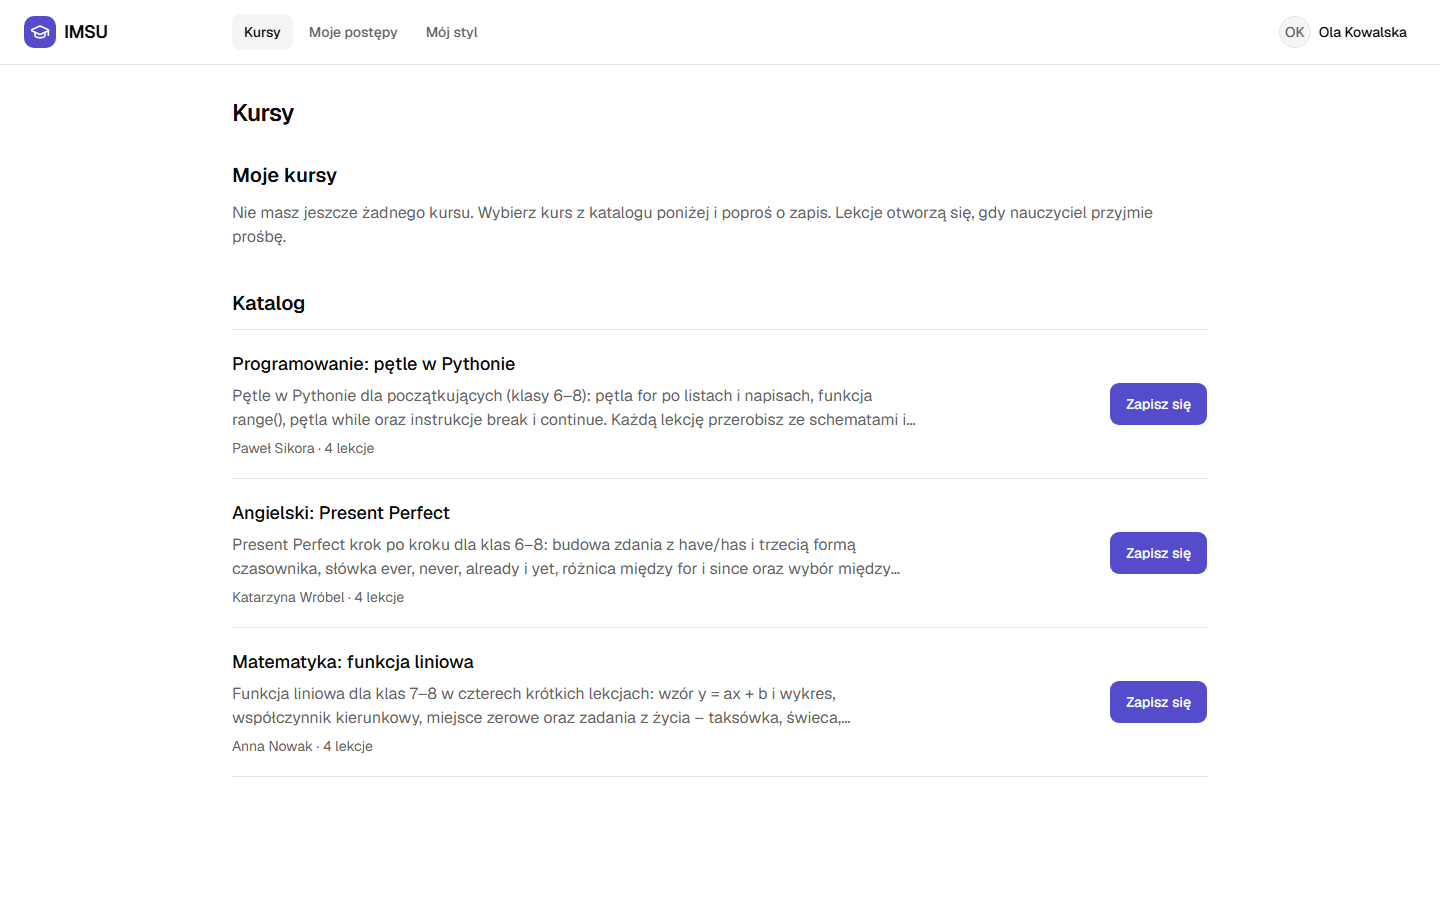 IMSU
Kursy
Moje postępy
Mój styl
OK
Ola Kowalska
Kursy
Moje kursy
Nie masz jeszcze żadnego kursu. Wybierz kurs z katalogu poniżej i poproś o zapis. Lekcje otworzą się, gdy nauczyciel przyjmie
prośbę.
Katalog
Programowanie: pętle w Pythonie
Pętle w Pythonie dla początkujących (klasy 6–8): pętla for po listach i napisach, funkcja
range(), pętla while oraz instrukcje break i continue. Każdą lekcję przerobisz ze schematami i…
Paweł Sikora · 4 lekcje
Zapisz się
Angielski: Present Perfect
Present Perfect krok po kroku dla klas 6–8: budowa zdania z have/has i trzecią formą
czasownika, słówka ever, never, already i yet, różnica między for i since oraz wybór między…
Katarzyna Wróbel · 4 lekcje
Zapisz się
Matematyka: funkcja liniowa
Funkcja liniowa dla klas 7–8 w czterech krótkich lekcjach: wzór y = ax + b i wykres,
współczynnik kierunkowy, miejsce zerowe oraz zadania z życia – taksówka, świeca,…
Anna Nowak · 4 lekcje
Zapisz się